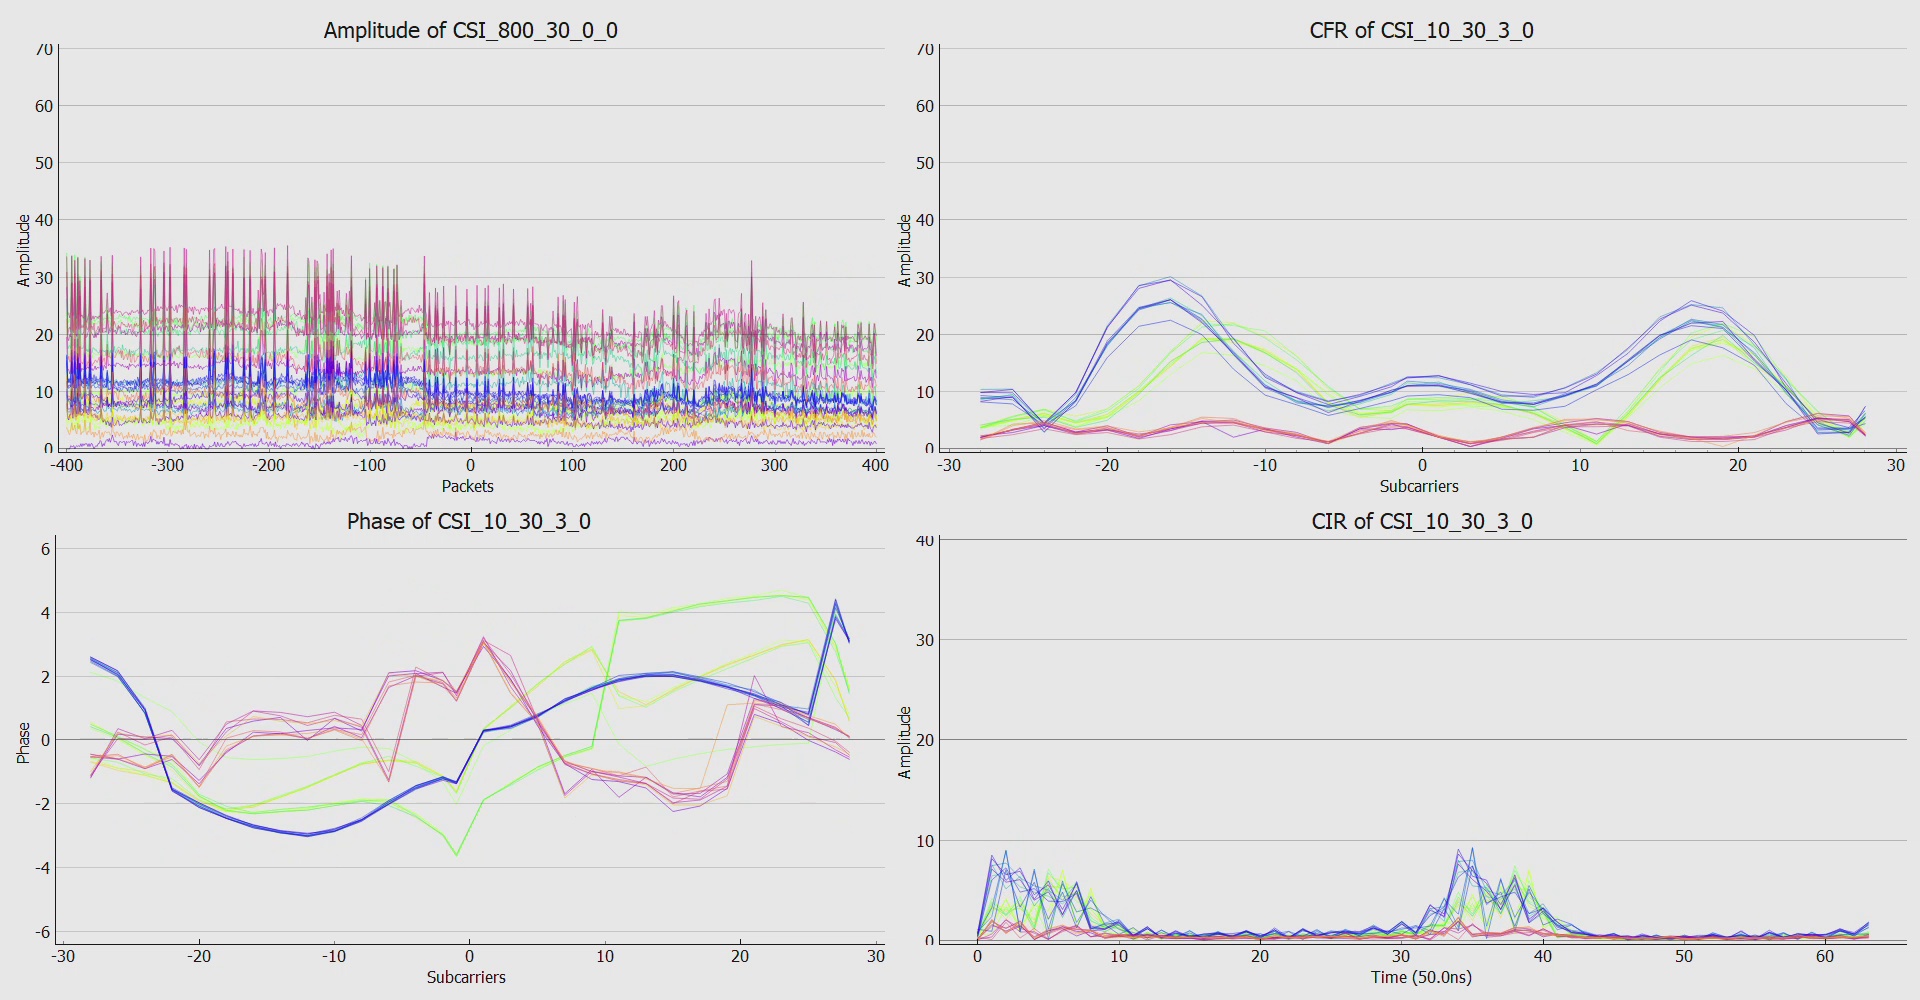 Amplitude of CSI_800_30_0_0
70
60
50
40
30
20
10
0
Amplitude
-400 -300 -200 -100 0 100 200 300 400
Packets
CFR of CSI_10_30_3_0
70
60
50
40
30
20
10
0
Amplitude
-30 -20 -10 0 10 20 30
Subcarriers
Phase of CSI_10_30_3_0
6
4
2
0
-2
-4
-6
Phase
-30 -20 -10 0 10 20 30
Subcarriers
CIR of CSI_10_30_3_0
40
30
20
10
0
Amplitude
0 10 20 30 40 50 60
Time (50.0ns)